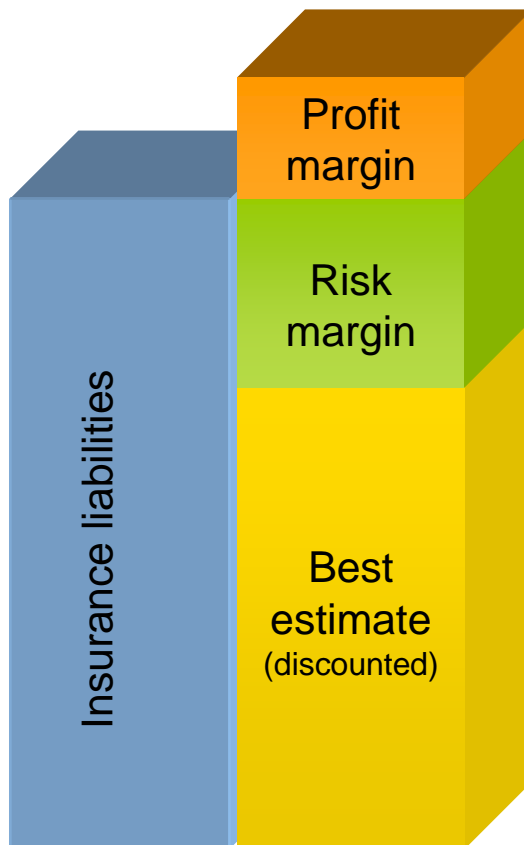 Insurance liabilities
Profit
margin
Risk
margin
Best
estimate
(discounted)